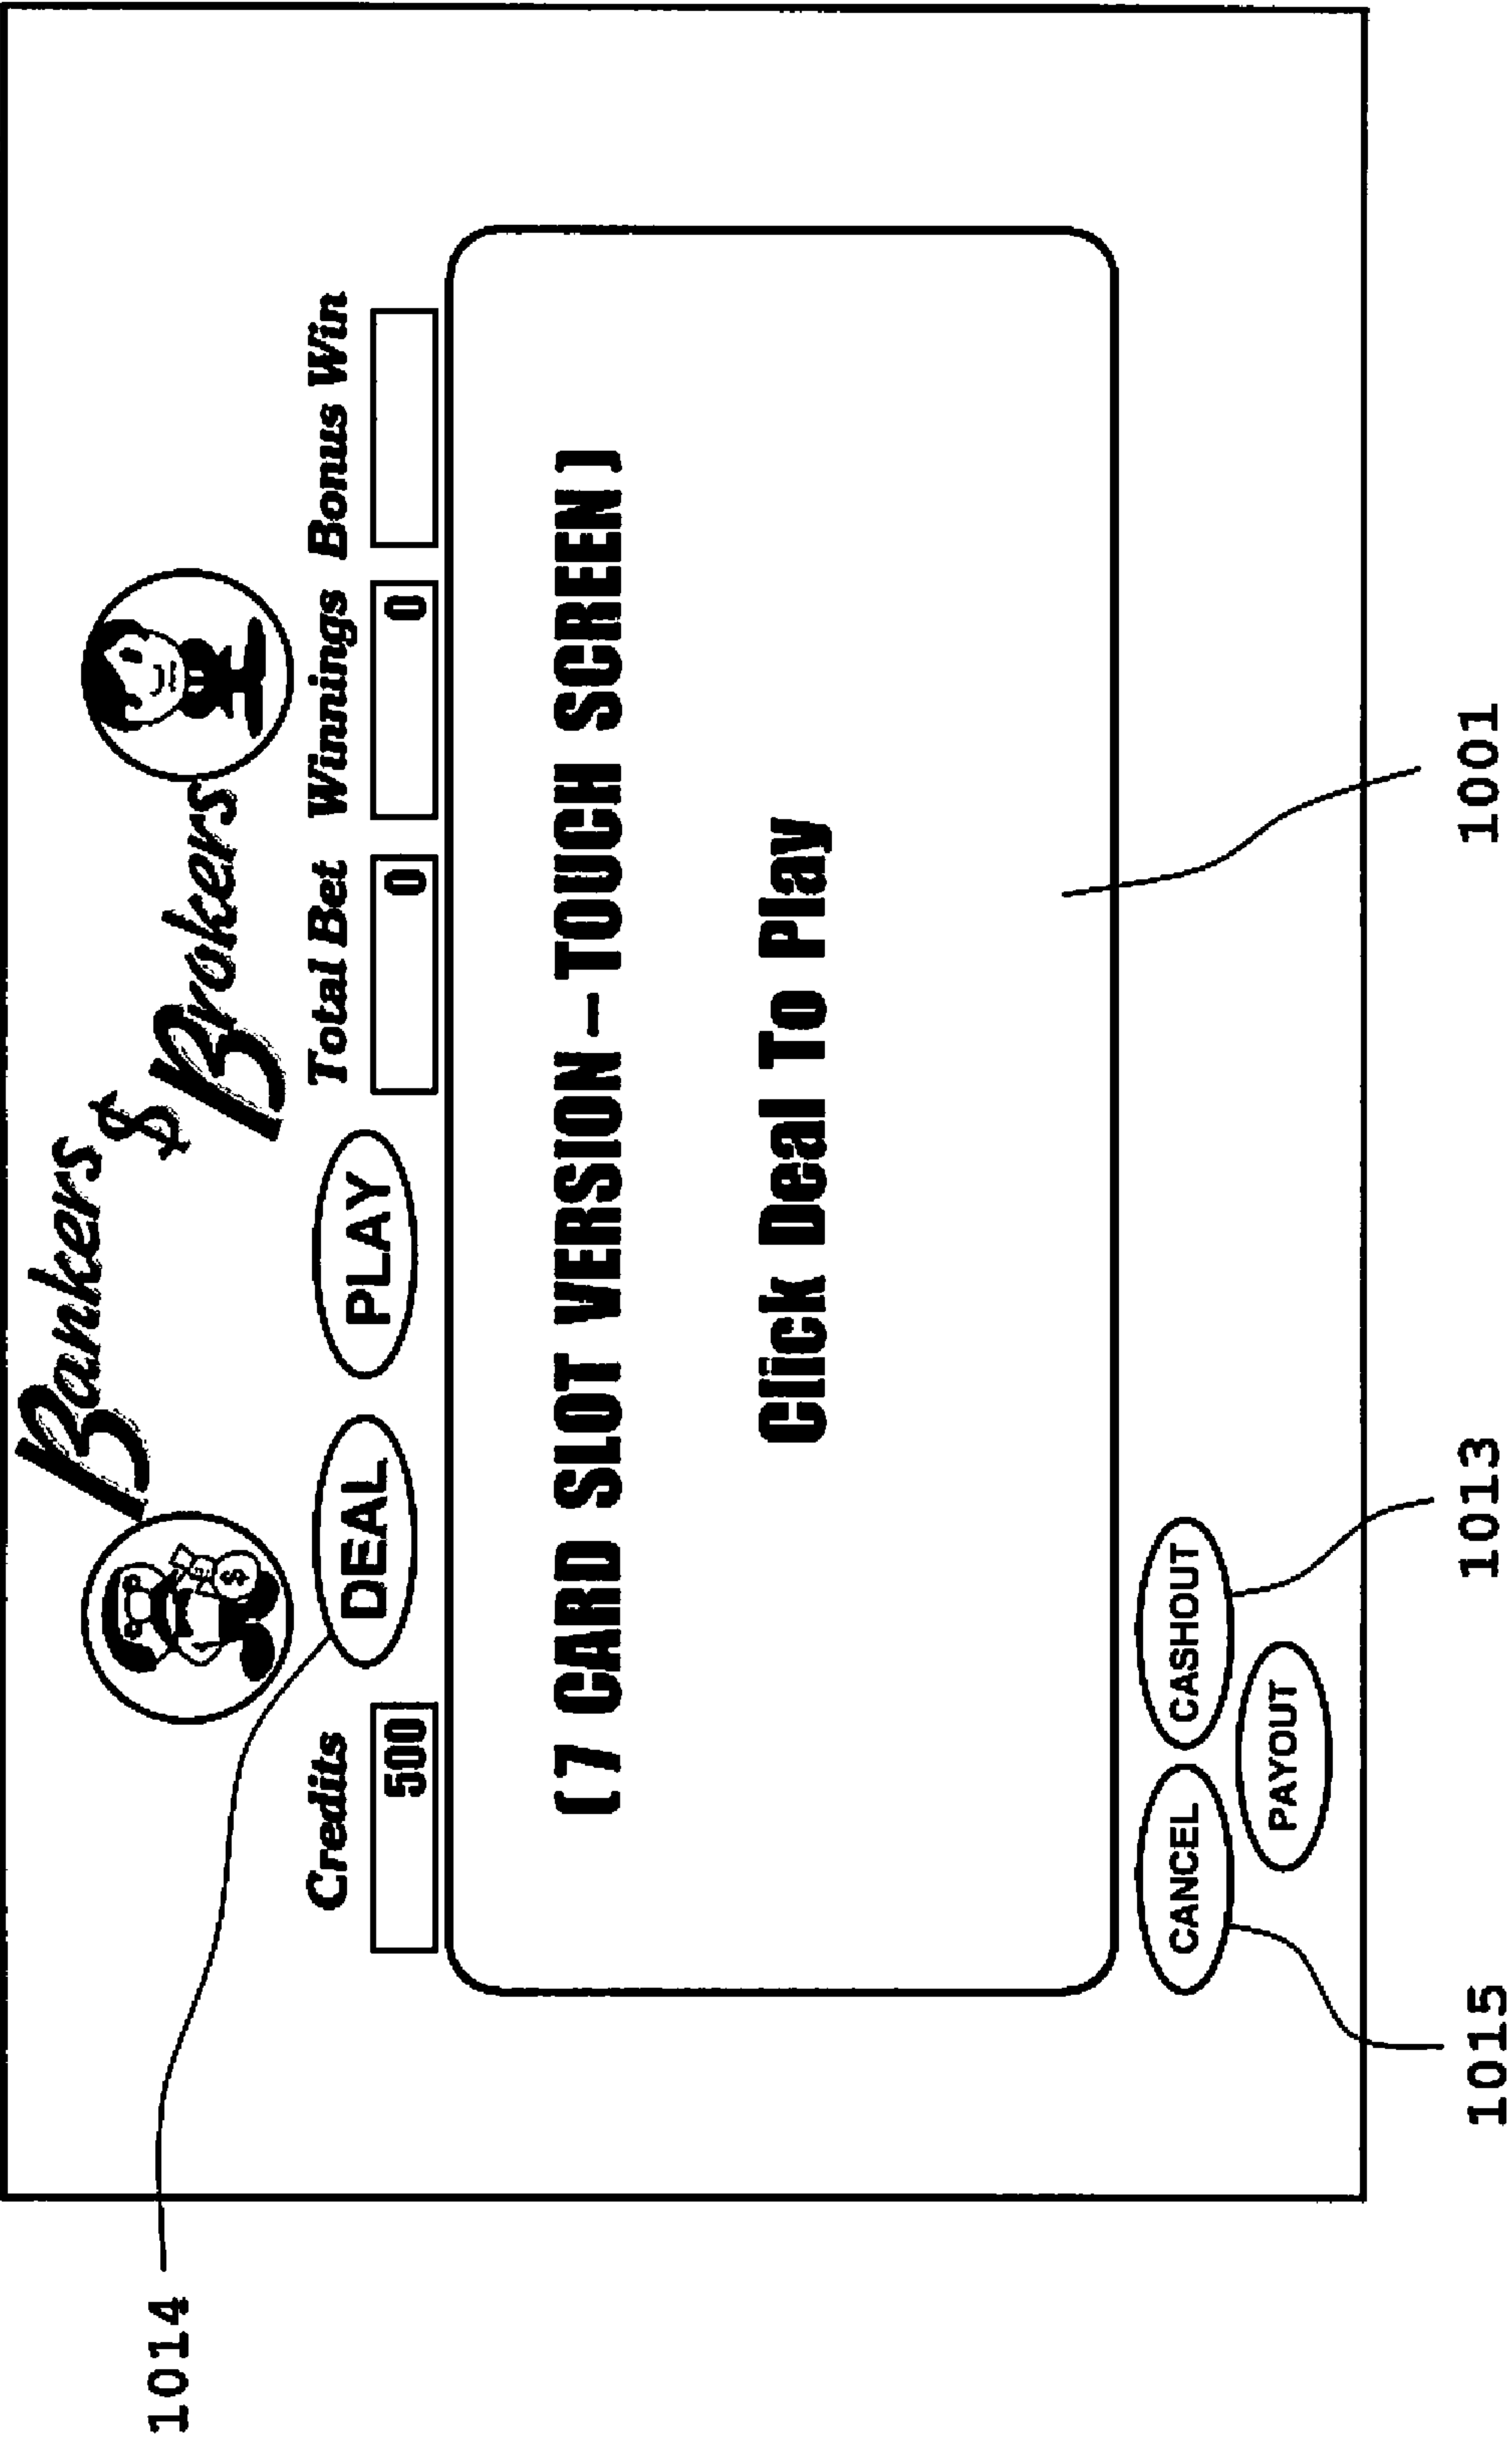 Bankers
&
Brokers
Credits
500
DEAL
PLAY
Total Bet
0
Winnings
0
Bonus Win
(7 CARD SLOT VERSION – TOUCH SCREEN)
Click Deal To Play
CANCEL
CASHOUT
PAYOUT
1014
1015
1013
1001